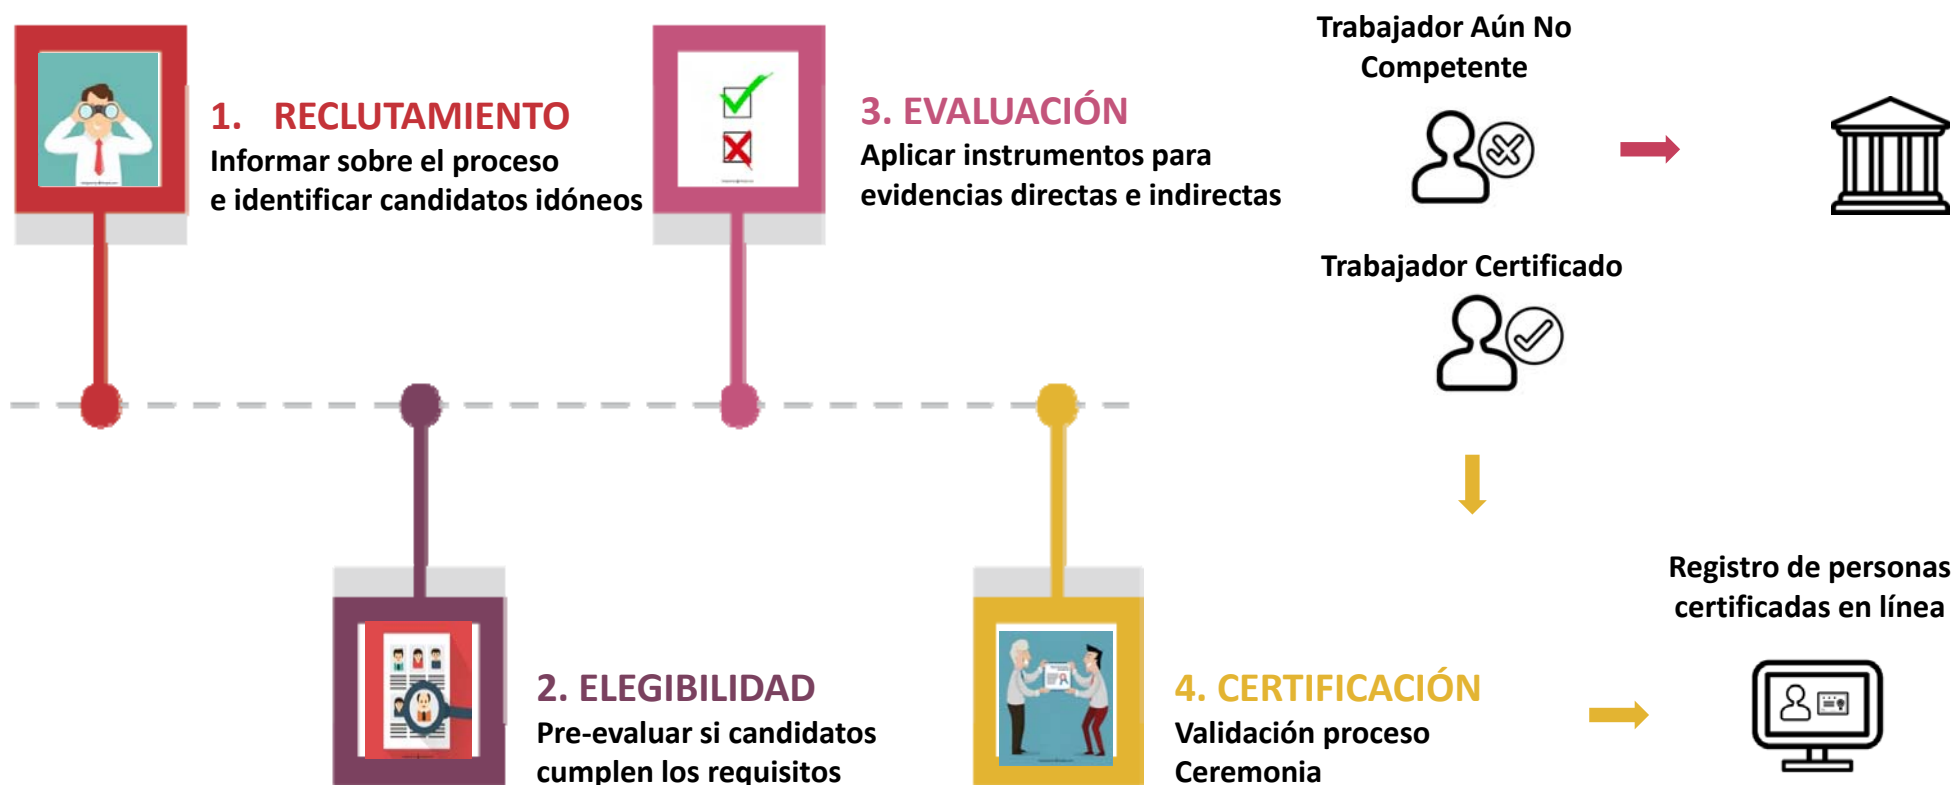 1. RECLUTAMIENTO
Informar sobre el proceso
e identificar candidatos idóneos
2. ELEGIBILIDAD
Pre-evaluar si candidatos
cumplen los requisitos
3. EVALUACIÓN
Aplicar instrumentos para
evidencias directas e indirectas
4. CERTIFICACIÓN
Validación proceso
Ceremonia
Trabajador Aún No
Competente
Trabajador Certificado
Registro de personas
certificadas en línea